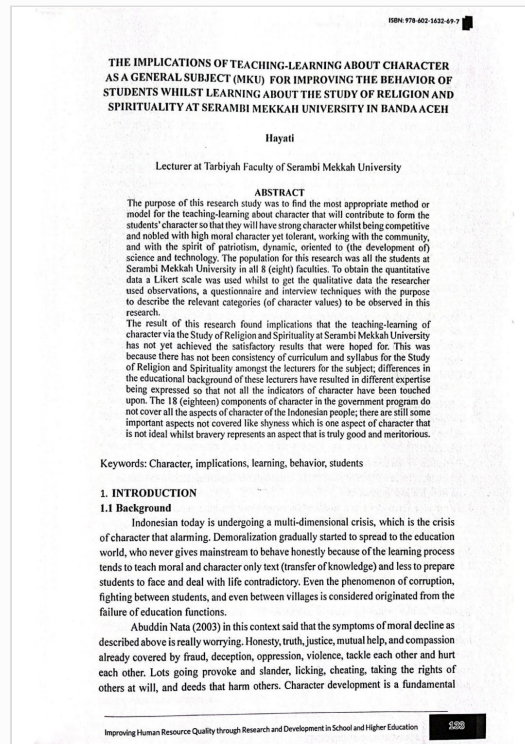 ISBN: 978-602-1632-69-7
THE IMPLICATIONS OF TEACHING-LEARNING ABOUT CHARACTER
AS A GENERAL SUBJECT (MKU) FOR IMPROVING THE BEHAVIOR OF
STUDENTS WHILST LEARNING ABOUT THE STUDY OF RELIGION AND
SPIRITUALITY AT SERAMBI MEKKAH UNIVERSITY IN BANDA ACEH
Hayati
Lecturer at Tarbiyah Faculty of Serambi Mekkah University
ABSTRACT
The purpose of this research study was to find the most appropriate method or
model for the teaching-learning about character that will contribute to form the
students' character so that they will have strong character whilst being competitive
and nobled with high moral character yet tolerant, working with the community,
and with the spirit of patriotism, dynamic, oriented to (the development of)
science and technology. The population for this research was all the students at
Serambi Mekkah University in all 8 (eight) faculties. To obtain the quantitative
data a Likert scale was used whilst to get the qualitative data the researcher
used observations, a questionnaire and interview techniques with the purpose
to describe the relevant categories (of character values) to be observed in this
research.
The result of this research found implications that the teaching-learning of
character via the Study of Religion and Spirituality at Serambi Mekkah University
has not yet achieved the satisfactory results that were hoped for. This was
because there has not been consistency of curriculum and syllabus for the Study
of Religion and Spirituality amongst the lecturers for the subject; differences in
the educational background of these lecturers have resulted in different expertise
being expressed so that not all the indicators of character have been touched
upon. The 18 (eighteen) components of character in the government program do
not cover all the aspects of character of the Indonesian people; there are still some
important aspects not covered like shyness which is one aspect of character that
is not ideal whilst bravery represents an aspect that is truly good and meritorious.
Keywords: Character, implications, learning, behavior, students
1. INTRODUCTION
1.1 Background
Indonesian today is undergoing a multi-dimensional crisis, which is the crisis
of character that alarming. Demoralization gradually started to spread to the education
world, who never gives mainstream to behave honestly because of the learning process
tends to teach moral and character only text (transfer of knowledge) and less to prepare
students to face and deal with life contradictory. Even the phenomenon of corruption,
fighting between students, and even between villages is considered originated from the
failure of education functions.
Abuddin Nata (2003) in this context said that the symptoms of moral decline as
described above is really worrying. Honesty, truth, justice, mutual help, and compassion
already covered by fraud, deception, oppression, violence, tackle each other and hurt
each other. Lots going provoke and slander, licking, cheating, taking the rights of
others at will, and deeds that harm others. Character development is a fundamental
Improving Human Resource Quality through Research and Development in School and Higher Education 133